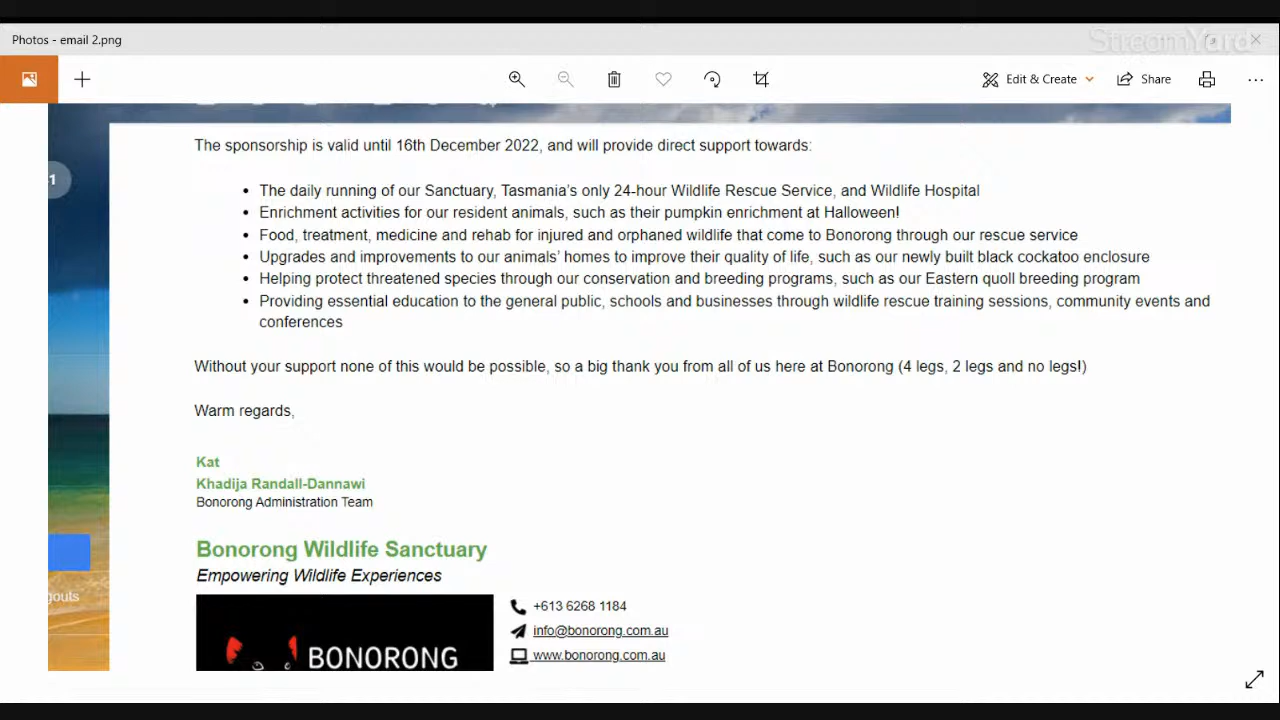 Photos - email 2.png
StreamYard
Edit & Create
Share
The sponsorship is valid until 16th December 2022, and will provide direct support towards:
1
• The daily running of our Sanctuary, Tasmania's only 24-hour Wildlife Rescue Service, and Wildlife Hospital
• Enrichment activities for our resident animals, such as their pumpkin enrichment at Halloween!
• Food, treatment, medicine and rehab for injured and orphaned wildlife that come to Bonorong through our rescue service
• Upgrades and improvements to our animals' homes to improve their quality of life, such as our newly built black cockatoo enclosure
• Helping protect threatened species through our conservation and breeding programs, such as our Eastern quoll breeding program
• Providing essential education to the general public, schools and businesses through wildlife rescue training sessions, community events and
conferences
Without your support none of this would be possible, so a big thank you from all of us here at Bonorong (4 legs, 2 legs and no legs!)
Warm regards,
Kat
Khadija Randall-Dannawi
Bonorong Administration Team
Bonorong Wildlife Sanctuary
Empowering Wildlife Experiences
gouts
BONORONG
+613 6268 1184
info@bonorong.com.au
www.bonorong.com.au